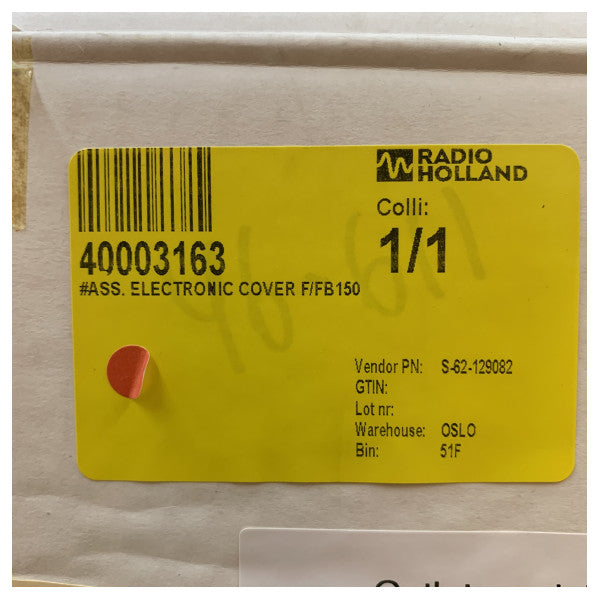 RADIO
HOLLAND
Colli:
1/1
40003163
#ASS. ELECTRONIC COVER F/FB150
Vendor PN: S-62-129082
GTIN:
Lot nr:
Warehouse: OSLO
Bin: 51F